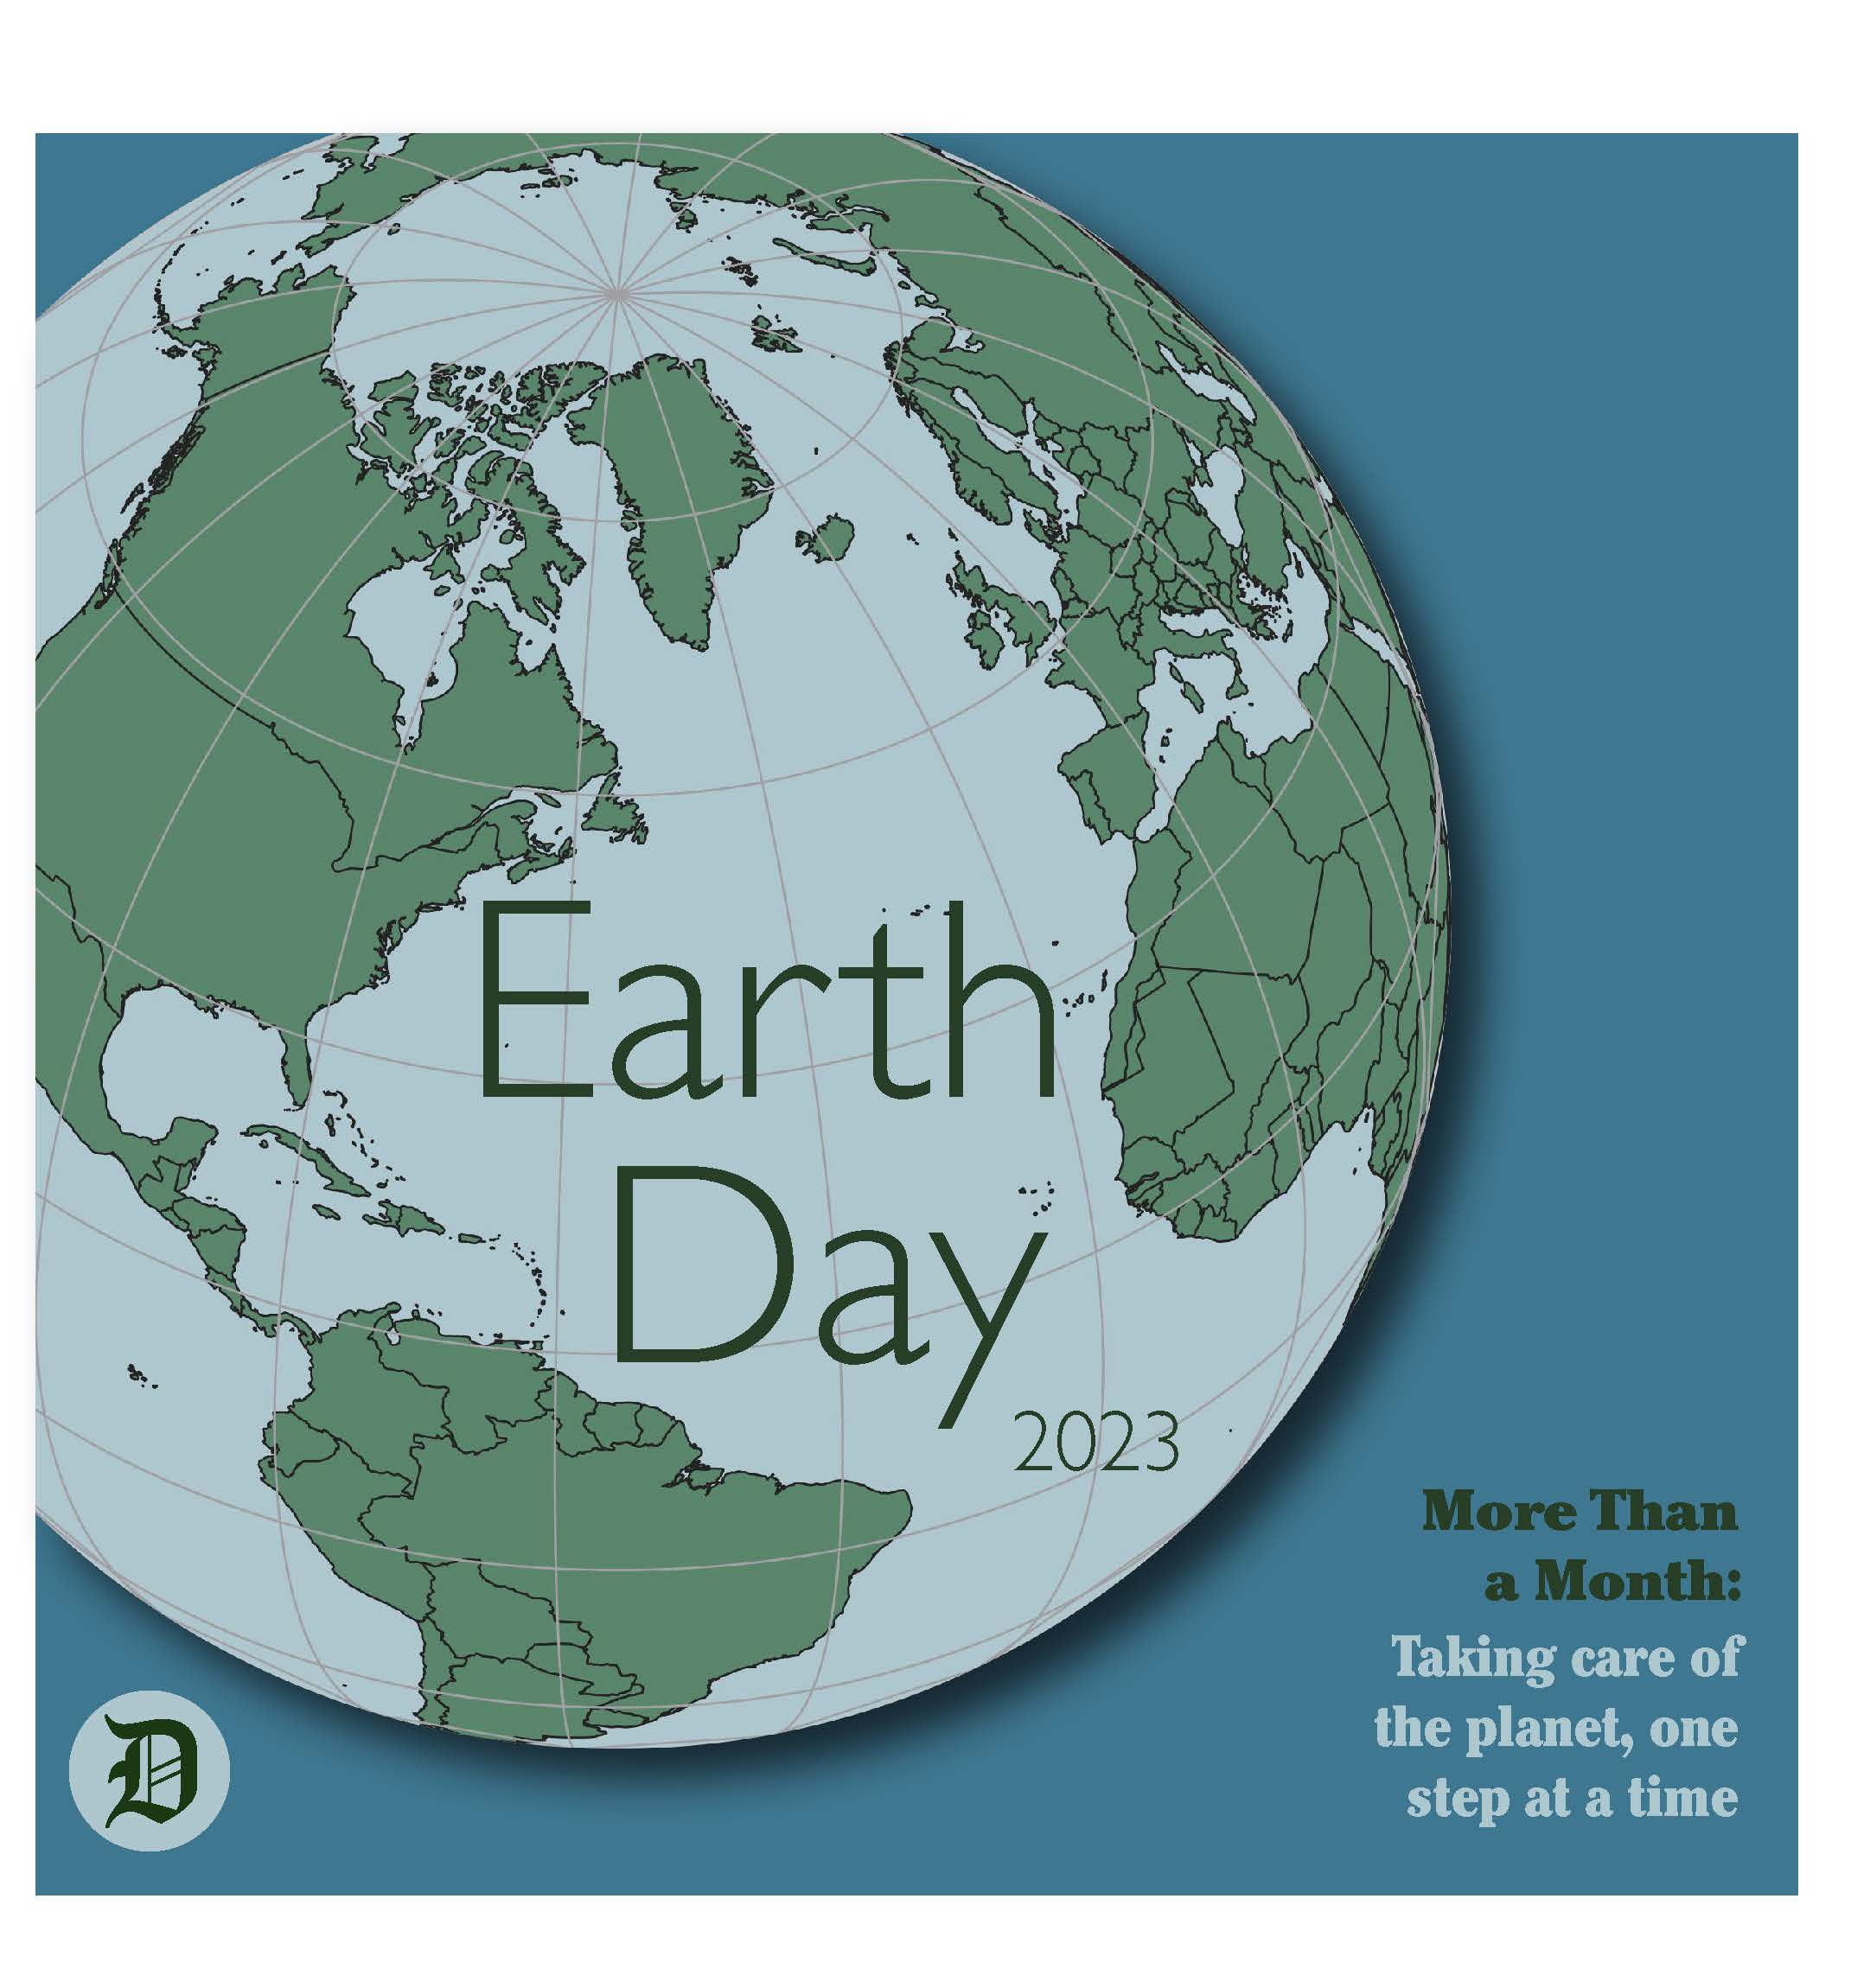 Earth
Day
2023
More Than
a Month:
Taking care of
the planet, one
step at a time
D